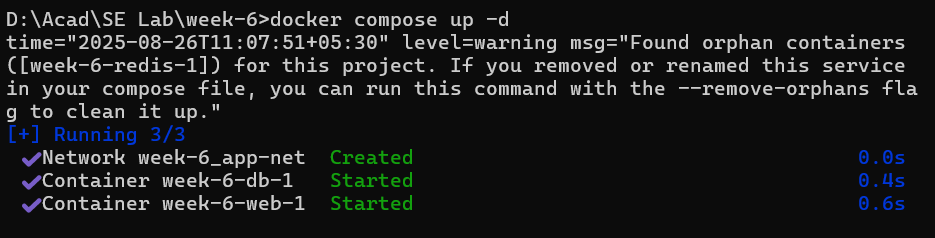 D:\Acad\SE Lab\week-6>docker compose up -d
time="2025-08-26T11:07:51+05:30" level=warning msg="Found orphan containers
([week-6-redis-1]) for this project. If you removed or renamed this service
in your compose file, you can run this command with the --remove-orphans fla
g to clean it up."
[+] Running 3/3
✔Network week-6_app-net  Created  0.0s
✔Container week-6-db-1   Started  0.4s
✔Container week-6-web-1  Started  0.6s